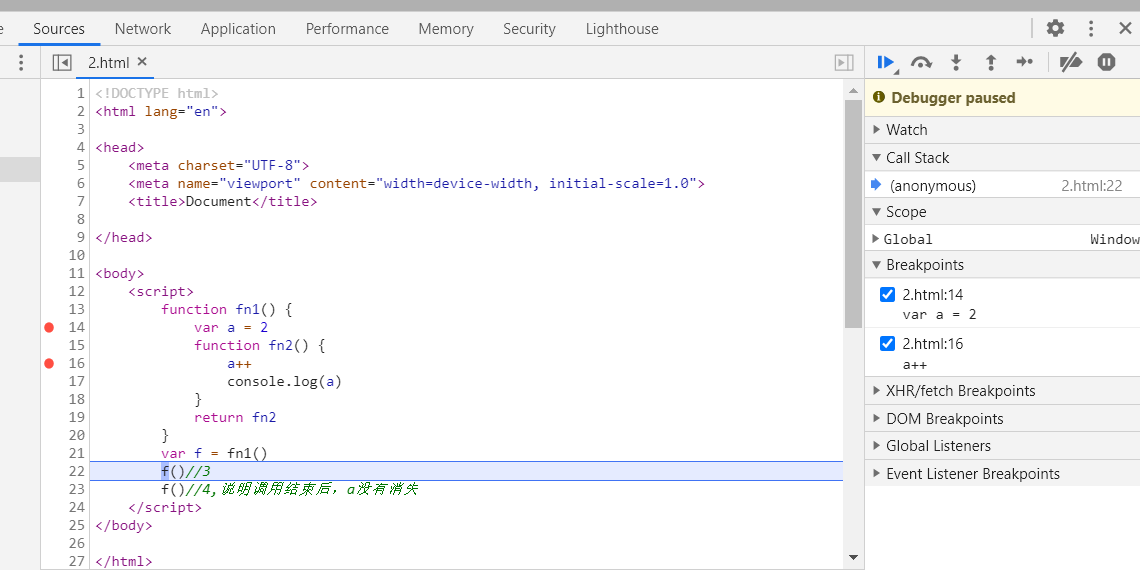 e Sources Network Application Performance Memory Security Lighthouse
2.html
1 <!DOCTYPE html>
2 <html lang="en">
3
4 <head>
5     <meta charset="UTF-8">
6     <meta name="viewport" content="width=device-width, initial-scale=1.0">
7     <title>Document</title>
8
9 </head>
10
11 <body>
12     <script>
13         function fn1() {
14             var a = 2
15             function fn2() {
16                 a++
17                 console.log(a)
18             }
19             return fn2
20         }
21         var f = fn1()
22         f()//3
23         f()//4,说明调用结束后，a没有消失
24     </script>
25 </body>
26
27 </html>
Debugger paused
Watch
Call Stack
(anonymous) 2.html:22
Scope
Global Window
Breakpoints
2.html:14
var a = 2
2.html:16
a++
XHR/fetch Breakpoints
DOM Breakpoints
Global Listeners
Event Listener Breakpoints